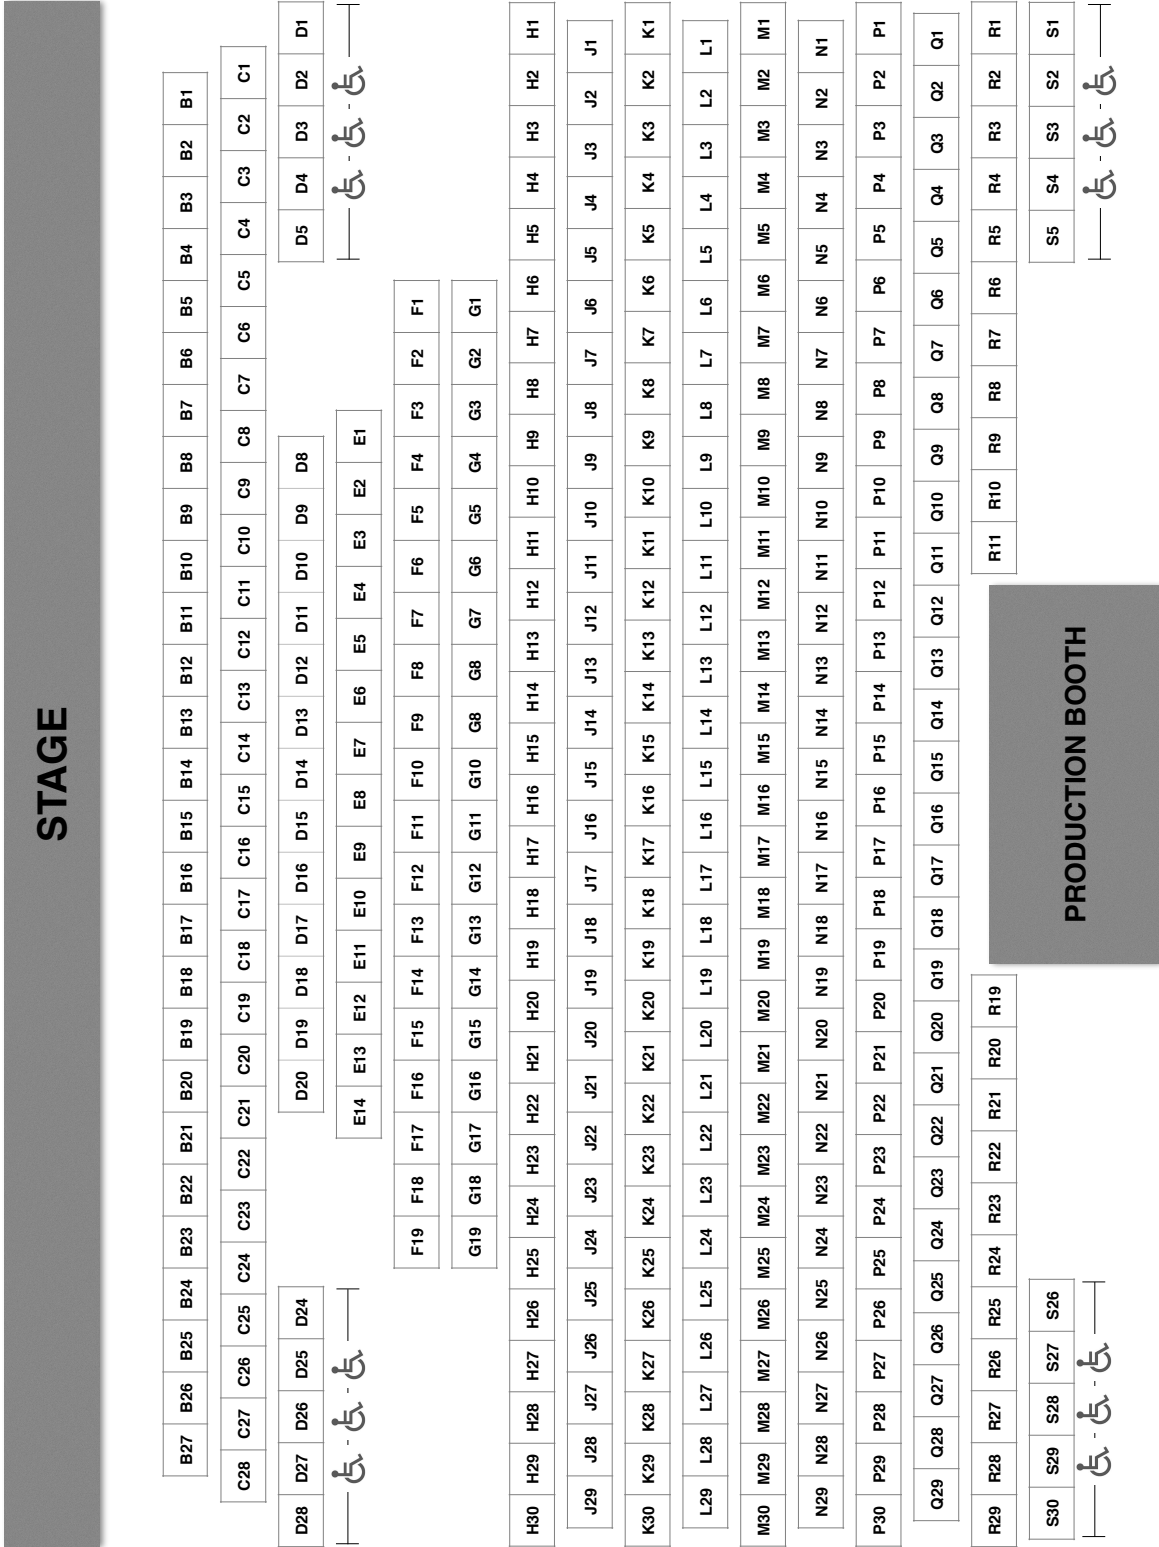 STAGE
B27 B26 B25 B24 B23 B22 B21 B20 B19 B18 B17 B16 B15 B14 B13 B12 B11 B10 B9 B8 B7 B6 B5 B4 B3 B2 B1
C28 C27 C26 C25 C24 C23 C22 C21 C20 C19 C18 C17 C16 C15 C14 C13 C12 C11 C10 C9 C8 C7 C6 C5 C4 C3 C2 C1
D28 D27 D26 D25 D24 D20 D19 D18 D17 D16 D15 D14 D13 D12 D11 D10 D9 D8 D5 D4 D3 D2 D1
E14 E13 E12 E11 E10 E9 E8 E7 E6 E5 E4 E3 E2 E1
F19 F18 F17 F16 F15 F14 F13 F12 F11 F10 F9 F8 F7 F6 F5 F4 F3 F2 F1
G19 G18 G17 G16 G15 G14 G13 G12 G11 G10 G8 G8 G7 G6 G5 G4 G3 G2 G1
H30 H29 H28 H27 H26 H25 H24 H23 H22 H21 H20 H19 H18 H17 H16 H15 H14 H13 H12 H11 H10 H9 H8 H7 H6 H5 H4 H3 H2 H1
J29 J28 J27 J26 J25 J24 J23 J22 J21 J20 J19 J18 J17 J16 J15 J14 J13 J12 J11 J10 J9 J8 J7 J6 J5 J4 J3 J2 J1
K30 K29 K28 K27 K26 K25 K24 K23 K22 K21 K20 K19 K18 K17 K16 K15 K14 K13 K12 K11 K10 K9 K8 K7 K6 K5 K4 K3 K2 K1
L29 L28 L27 L26 L25 L24 L23 L22 L21 L20 L19 L18 L17 L16 L15 L14 L13 L12 L11 L10 L9 L8 L7 L6 L5 L4 L3 L2 L1
M30 M29 M28 M27 M26 M25 M24 M23 M22 M21 M20 M19 M18 M17 M16 M15 M14 M13 M12 M11 M10 M9 M8 M7 M6 M5 M4 M3 M2 M1
N29 N28 N27 N26 N25 N24 N23 N22 N21 N20 N19 N18 N17 N16 N15 N14 N13 N12 N11 N10 N9 N8 N7 N6 N5 N4 N3 N2 N1
P30 P29 P28 P27 P26 P25 P24 P23 P22 P21 P20 P19 P18 P17 P16 P15 P14 P13 P12 P11 P10 P9 P8 P7 P6 P5 P4 P3 P2 P1
Q29 Q28 Q27 Q26 Q25 Q24 Q23 Q22 Q21 Q20 Q19 Q18 Q17 Q16 Q15 Q14 Q13 Q12 Q11 Q10 Q9 Q8 Q7 Q6 Q5 Q4 Q3 Q2 Q1
R29 R28 R27 R26 R25 R24 R23 R22 R21 R20 R19 R11 R10 R9 R8 R7 R6 R5 R4 R3 R2 R1
S30 S29 S28 S27 S26 S5 S4 S3 S2 S1
PRODUCTION BOOTH